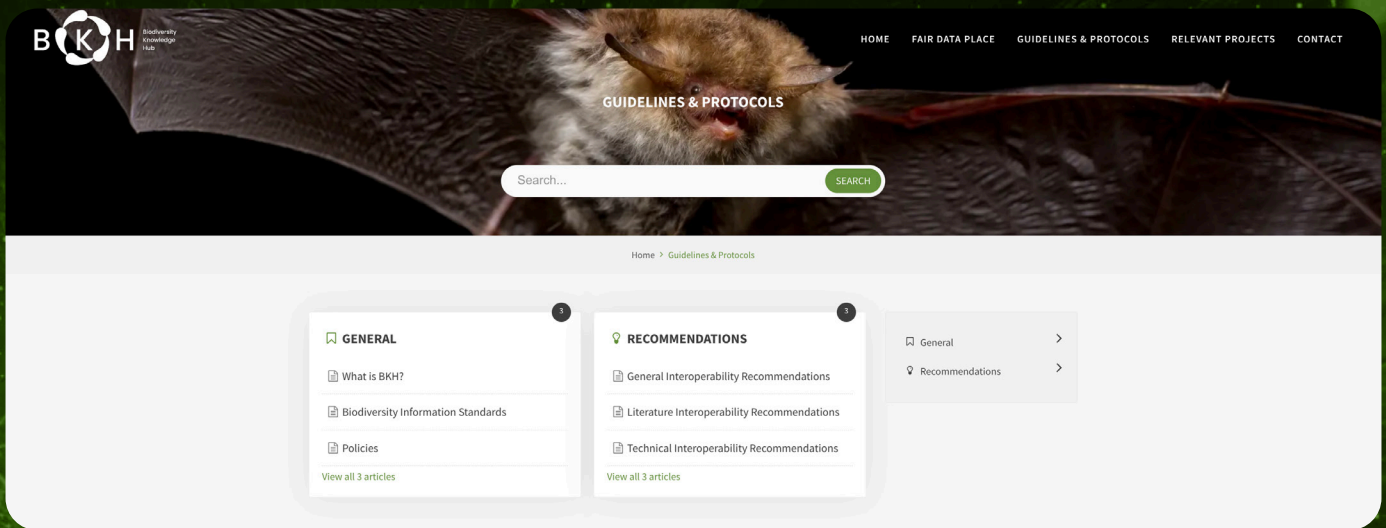 BKH
Biodiversity
Knowledge
Hub
HOME FAIR DATA PLACE GUIDELINES & PROTOCOLS RELEVANT PROJECTS CONTACT
GUIDELINES & PROTOCOLS
Search... SEARCH
Home > Guidelines & Protocols
3
GENERAL
What is BKH?
Biodiversity Information Standards
Policies
View all 3 articles
3
RECOMMENDATIONS
General Interoperability Recommendations
Literature Interoperability Recommendations
Technical Interoperability Recommendations
View all 3 articles
General
Recommendations